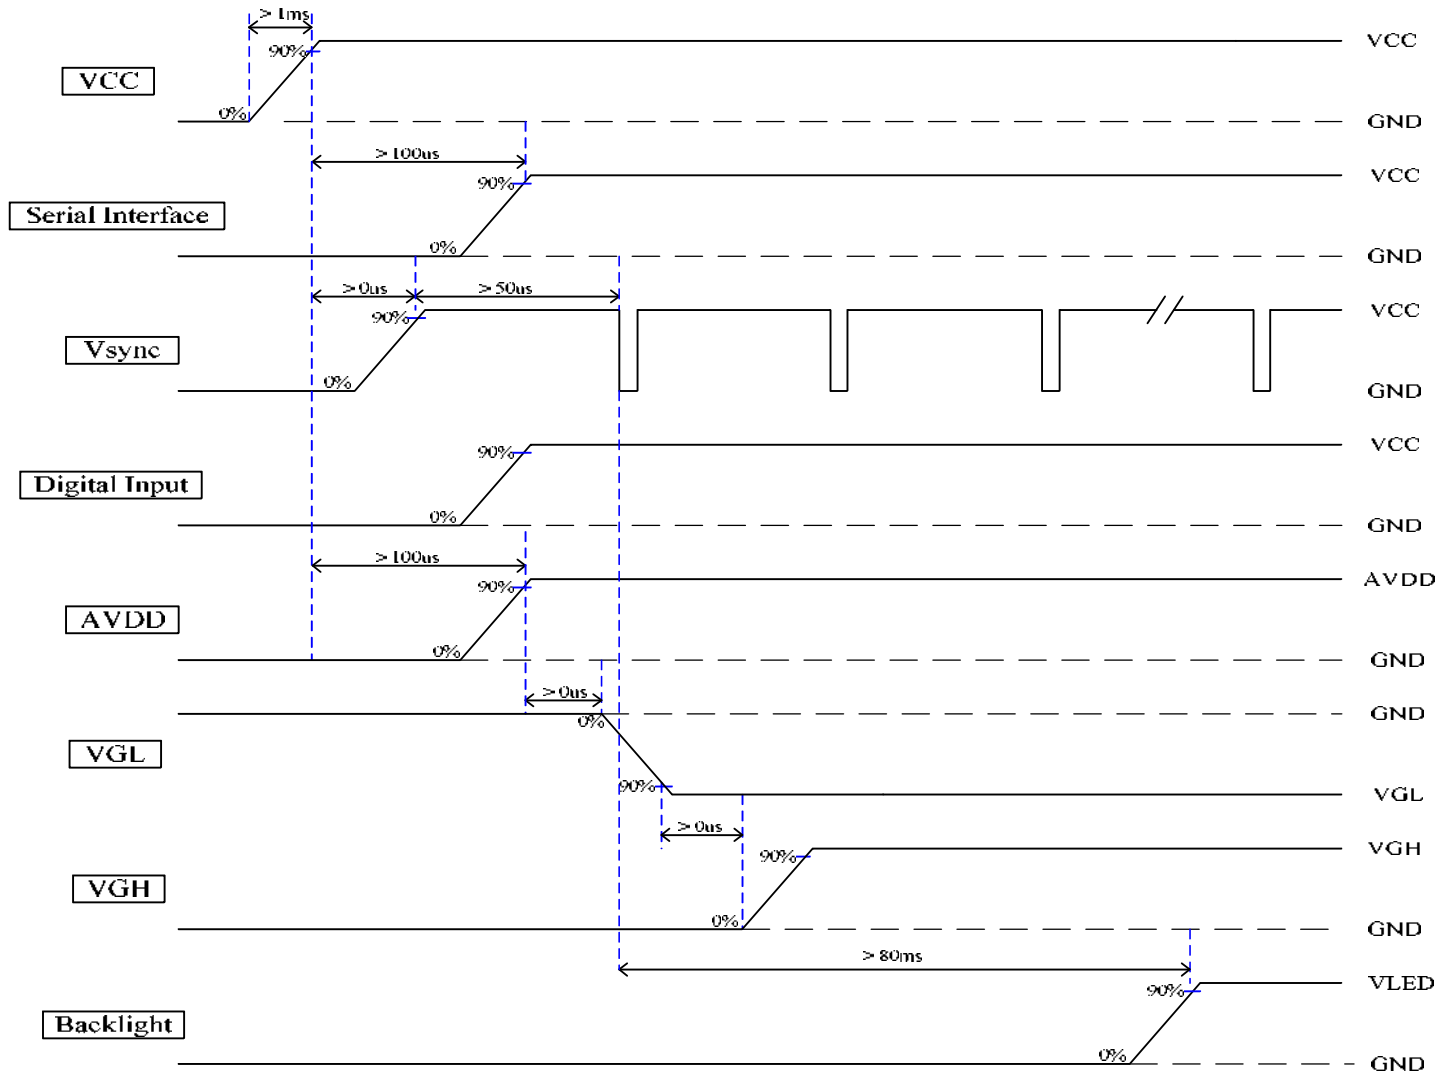 > 1ms
VCC
90%
VCC
0%
GND
> 100us
Serial Interface
90%
VCC
0%
GND
> 0us
> 50us
Vsync
90%
VCC
0%
GND
Digital Input
90%
VCC
0%
GND
> 100us
AVDD
90%
AVDD
0%
GND
> 0us
GND
0%
VGL
90%
VGL
> 0us
VGH
90%
VGH
0%
GND
> 80ms
Backlight
90%
VLED
0%
GND